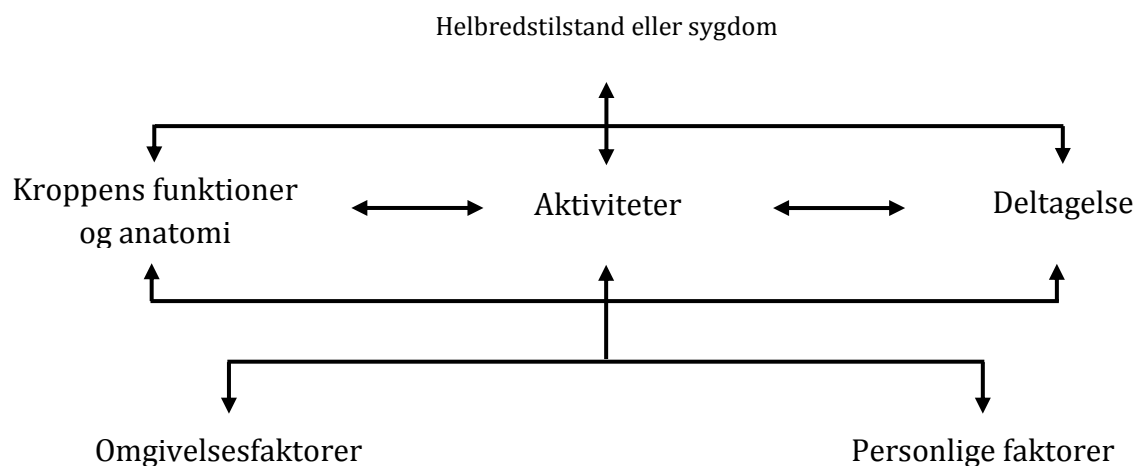 Helbredstilstand eller sygdom
Kroppens funktioner
og anatomi
Aktiviteter
Deltagelse
Omgivelsesfaktorer
Personlige faktorer